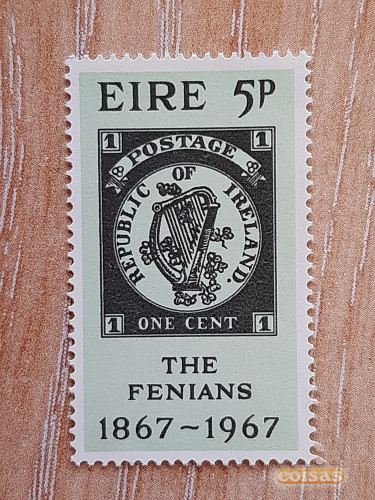 EIRE 5P
1 POSTAGE 1
REPUBLIC OF IRELAND.
1 ONE CENT 1
THE
FENIANS
1867~1967
coisas